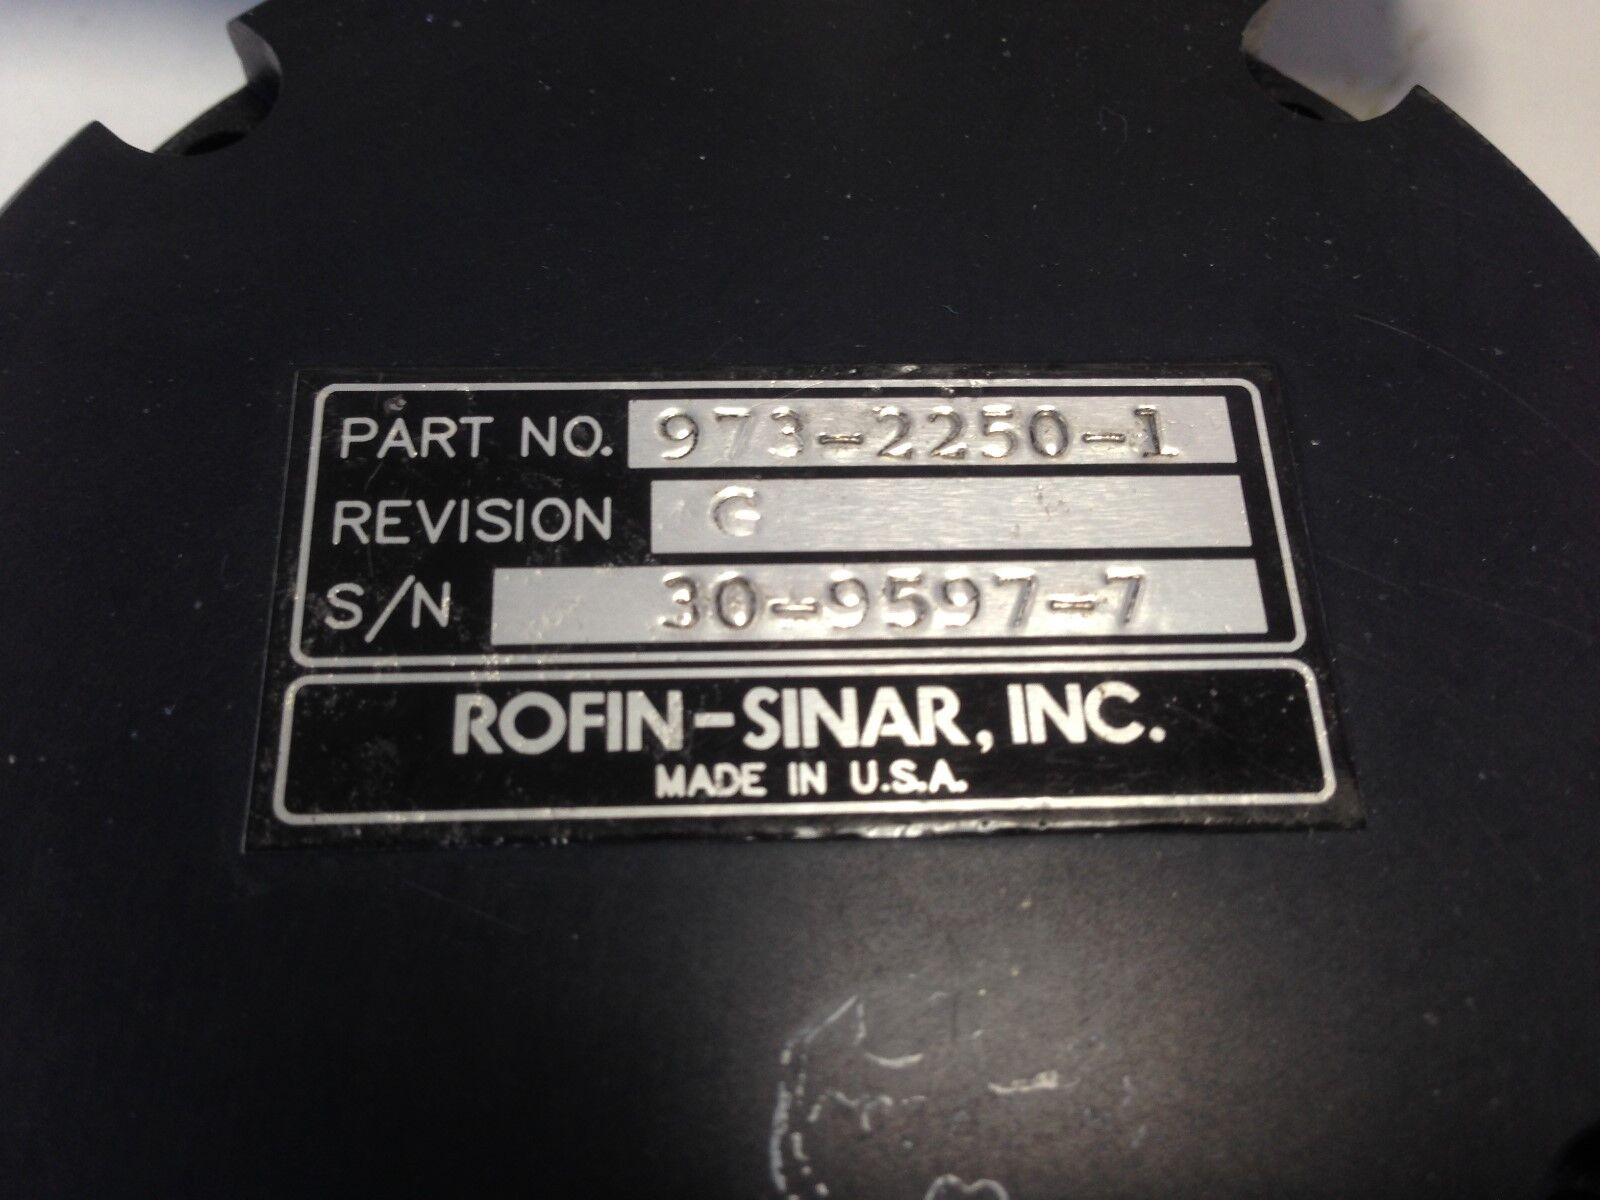 PART NO. 973-2250-1
REVISION G
S/N 30-9597-7
ROFIN-SINAR, INC.
MADE IN U.S.A.